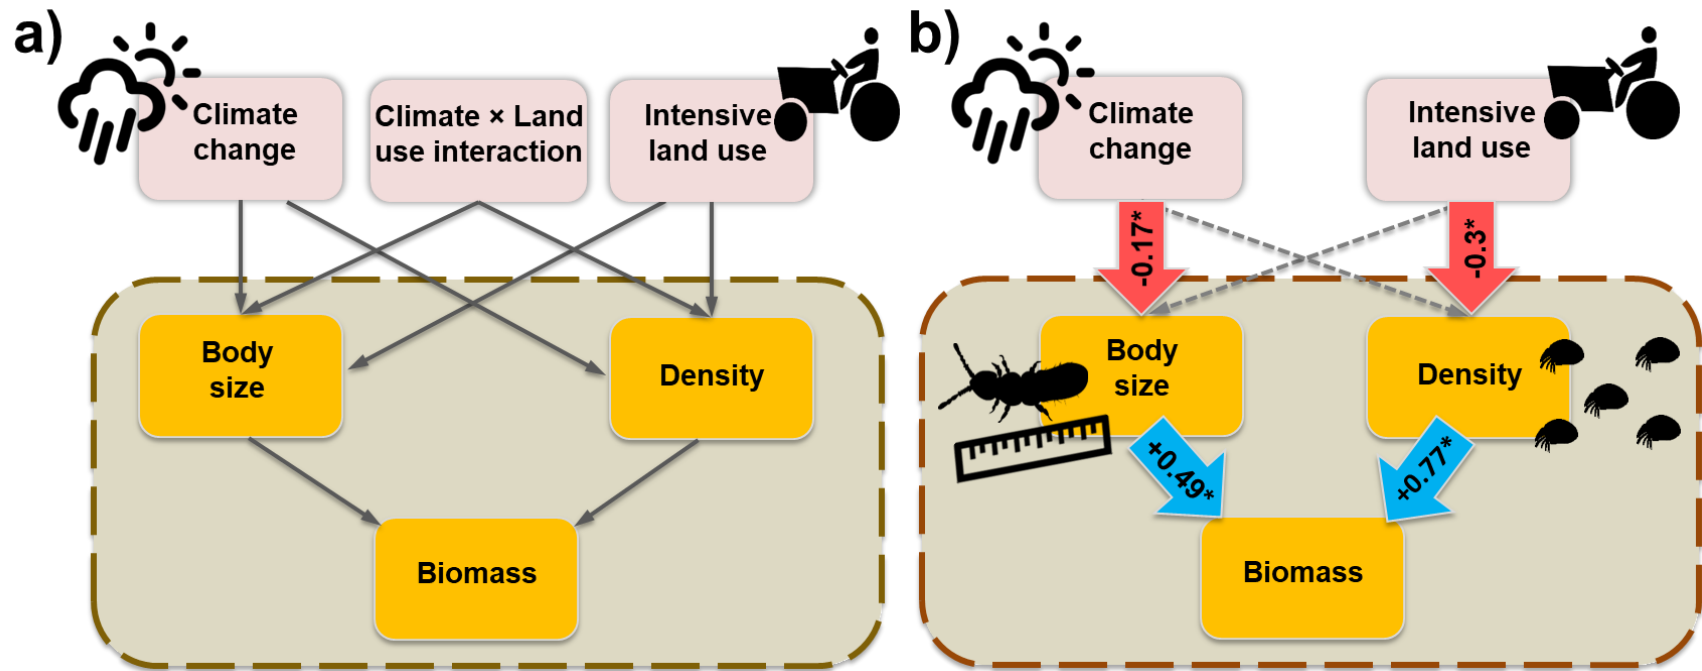 a)
Climate
change
Climate × Land
use interaction
Intensive
land use
Body
size
Density
Biomass
b)
Climate
change
Intensive
land use
-0.17*
-0.3*
Body
size
Density
+0.49*
+0.77*
Biomass